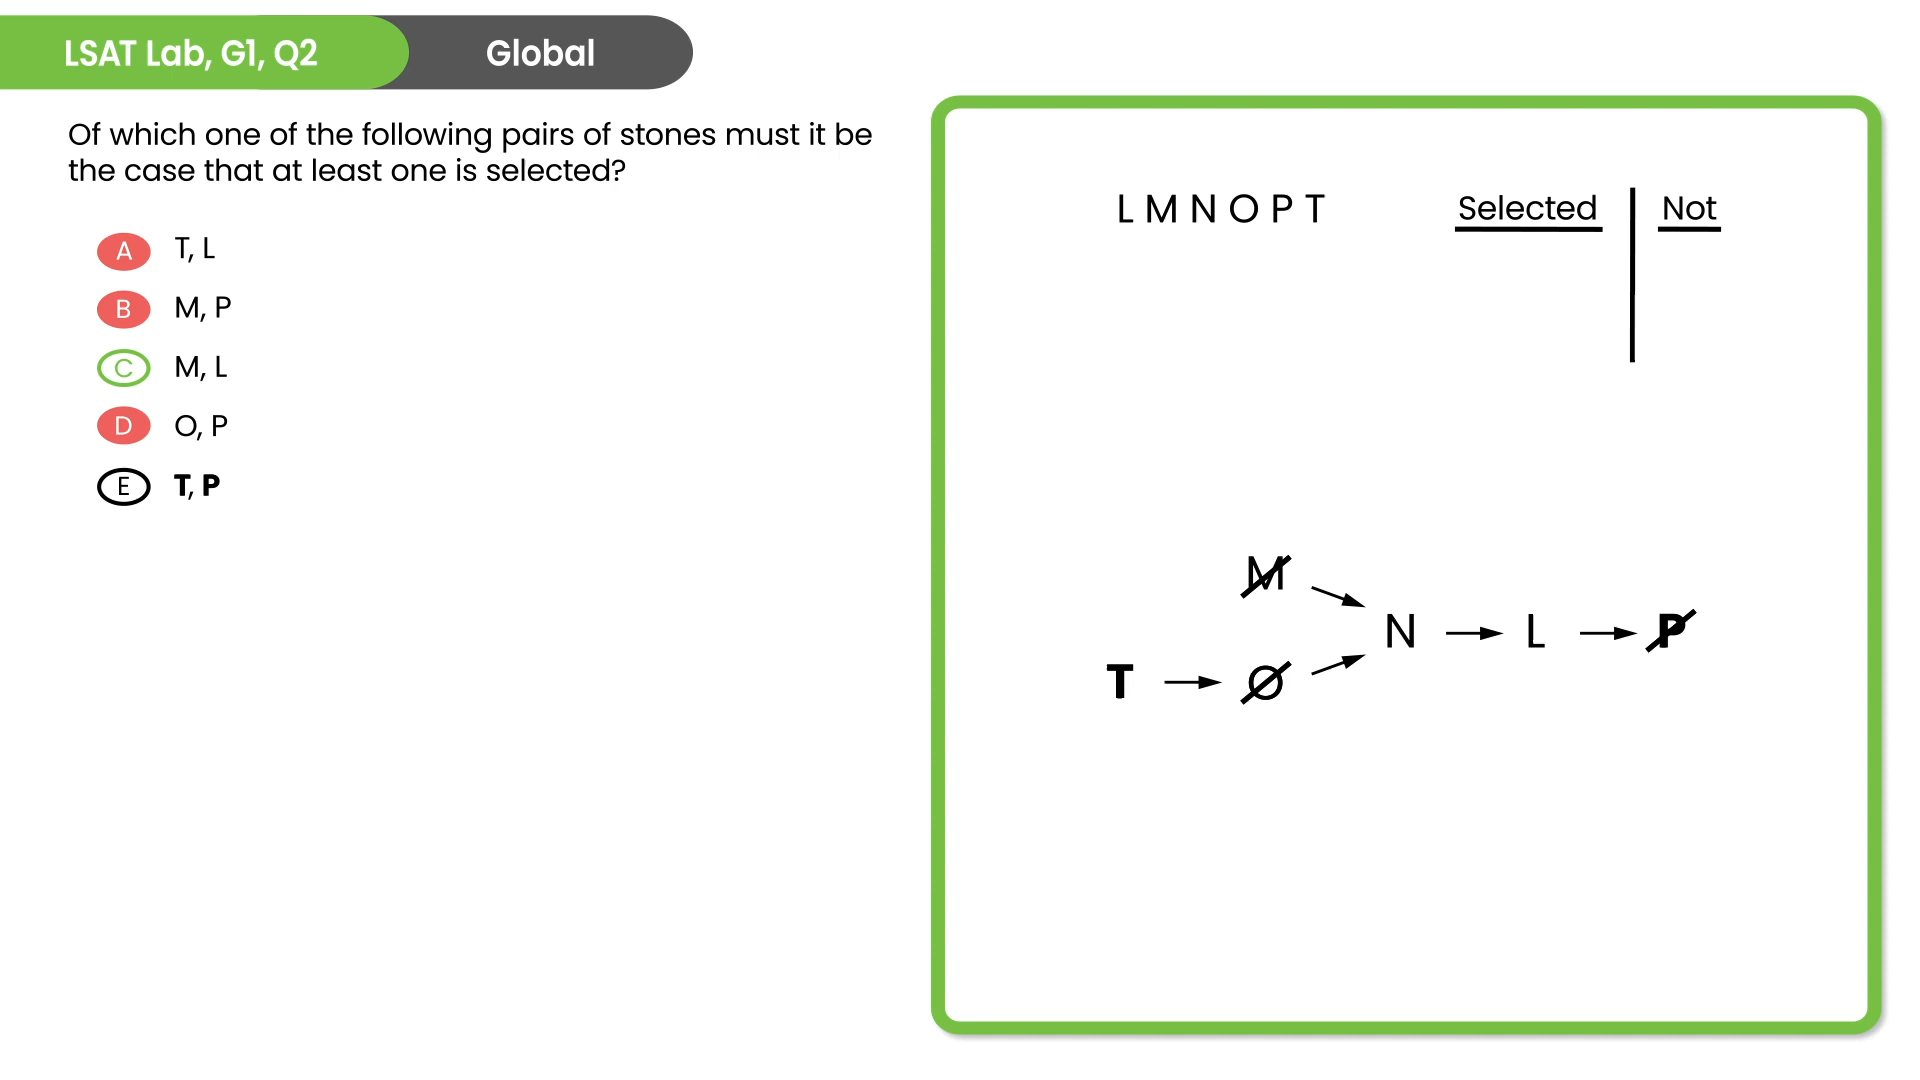 LSAT Lab, G1, Q2
Global
Of which one of the following pairs of stones must it be
the case that at least one is selected?
A T, L
B M, P
C M, L
D O, P
E T, P
L M N O P T
Selected
Not
M
N → L → P
T → O